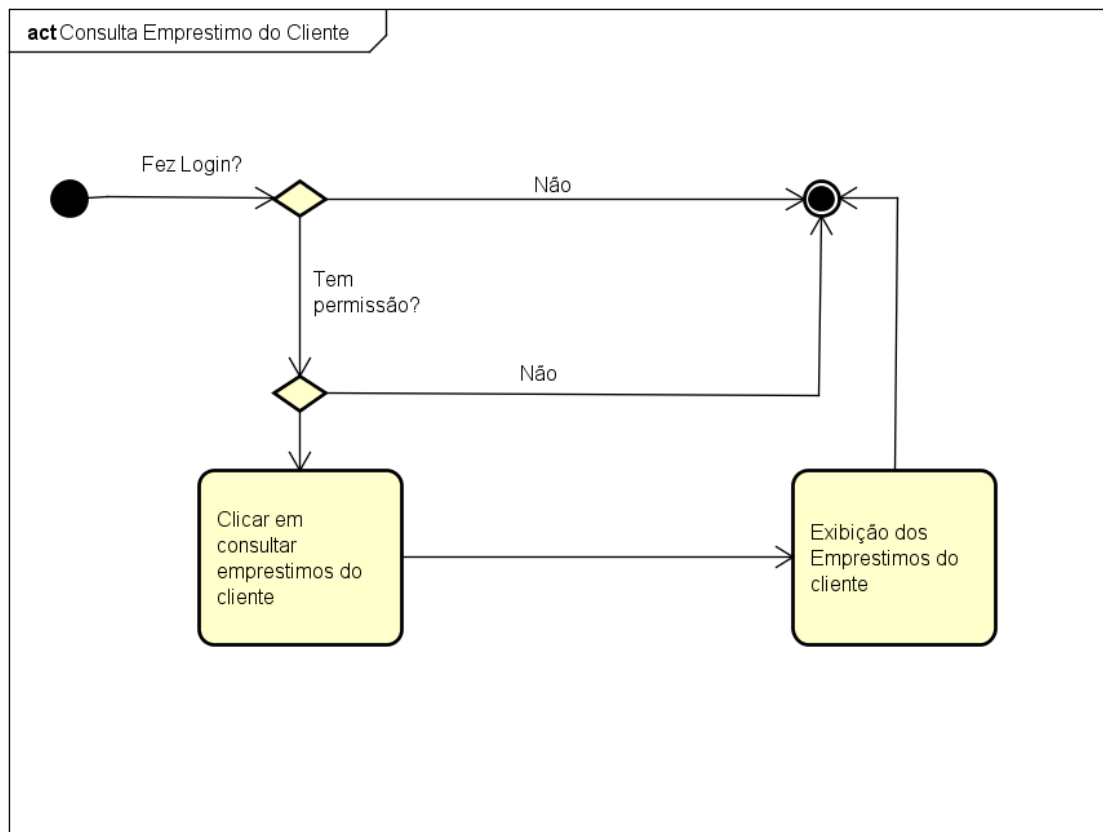 act Consulta Emprestimo do Cliente
Fez Login?
Não
Tem
permissão?
Não
Clicar em
consultar
emprestimos do
cliente
Exibição dos
Emprestimos do
cliente